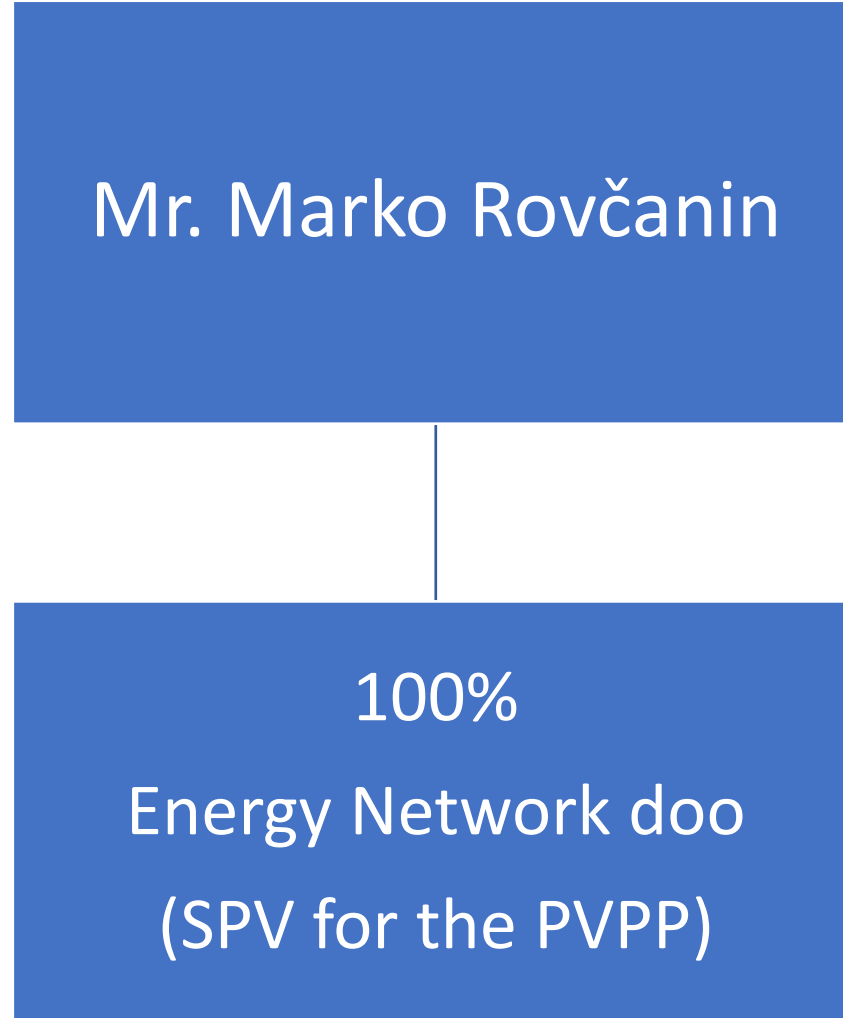 Mr. Marko Rovčanin
100%
Energy Network doo
(SPV for the PVPP)